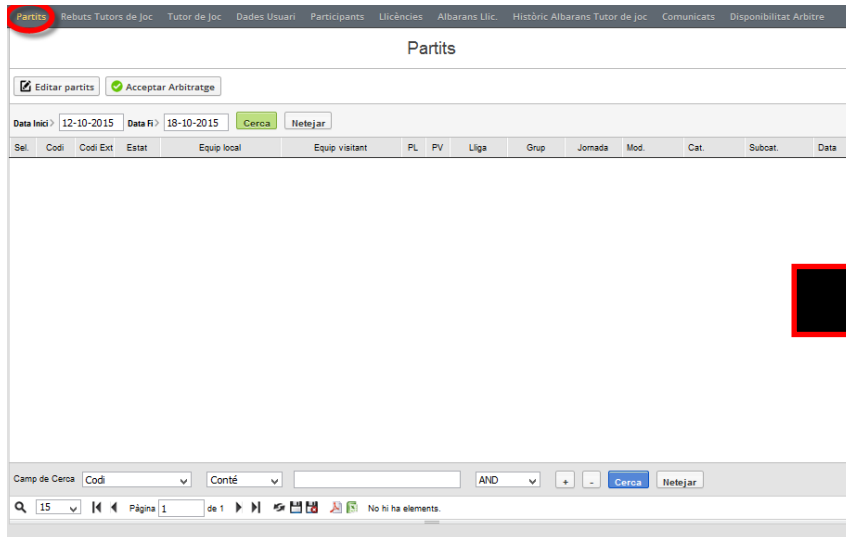 Partits Rebuts Tutors de Joc Tutor de Joc Dades Usuari Participants Llicències Albarans Llic. Històric Albarans Tutor de joc Comunicats Disponibilitat Arbitre
Partits
Editar partits Acceptar Arbitratge
Data Inici 12-10-2015 Data Fi 18-10-2015 Cerca Netejar
Sel. Codi Codi Ext Estat Equip local Equip visitant PL PV Lliga Grup Jornada Mod. Cat. Subcat. Data
Camp de Cerca Codi Conté AND + - Cerca Netejar
15 Pàgina 1 de 1 No hi ha elements.